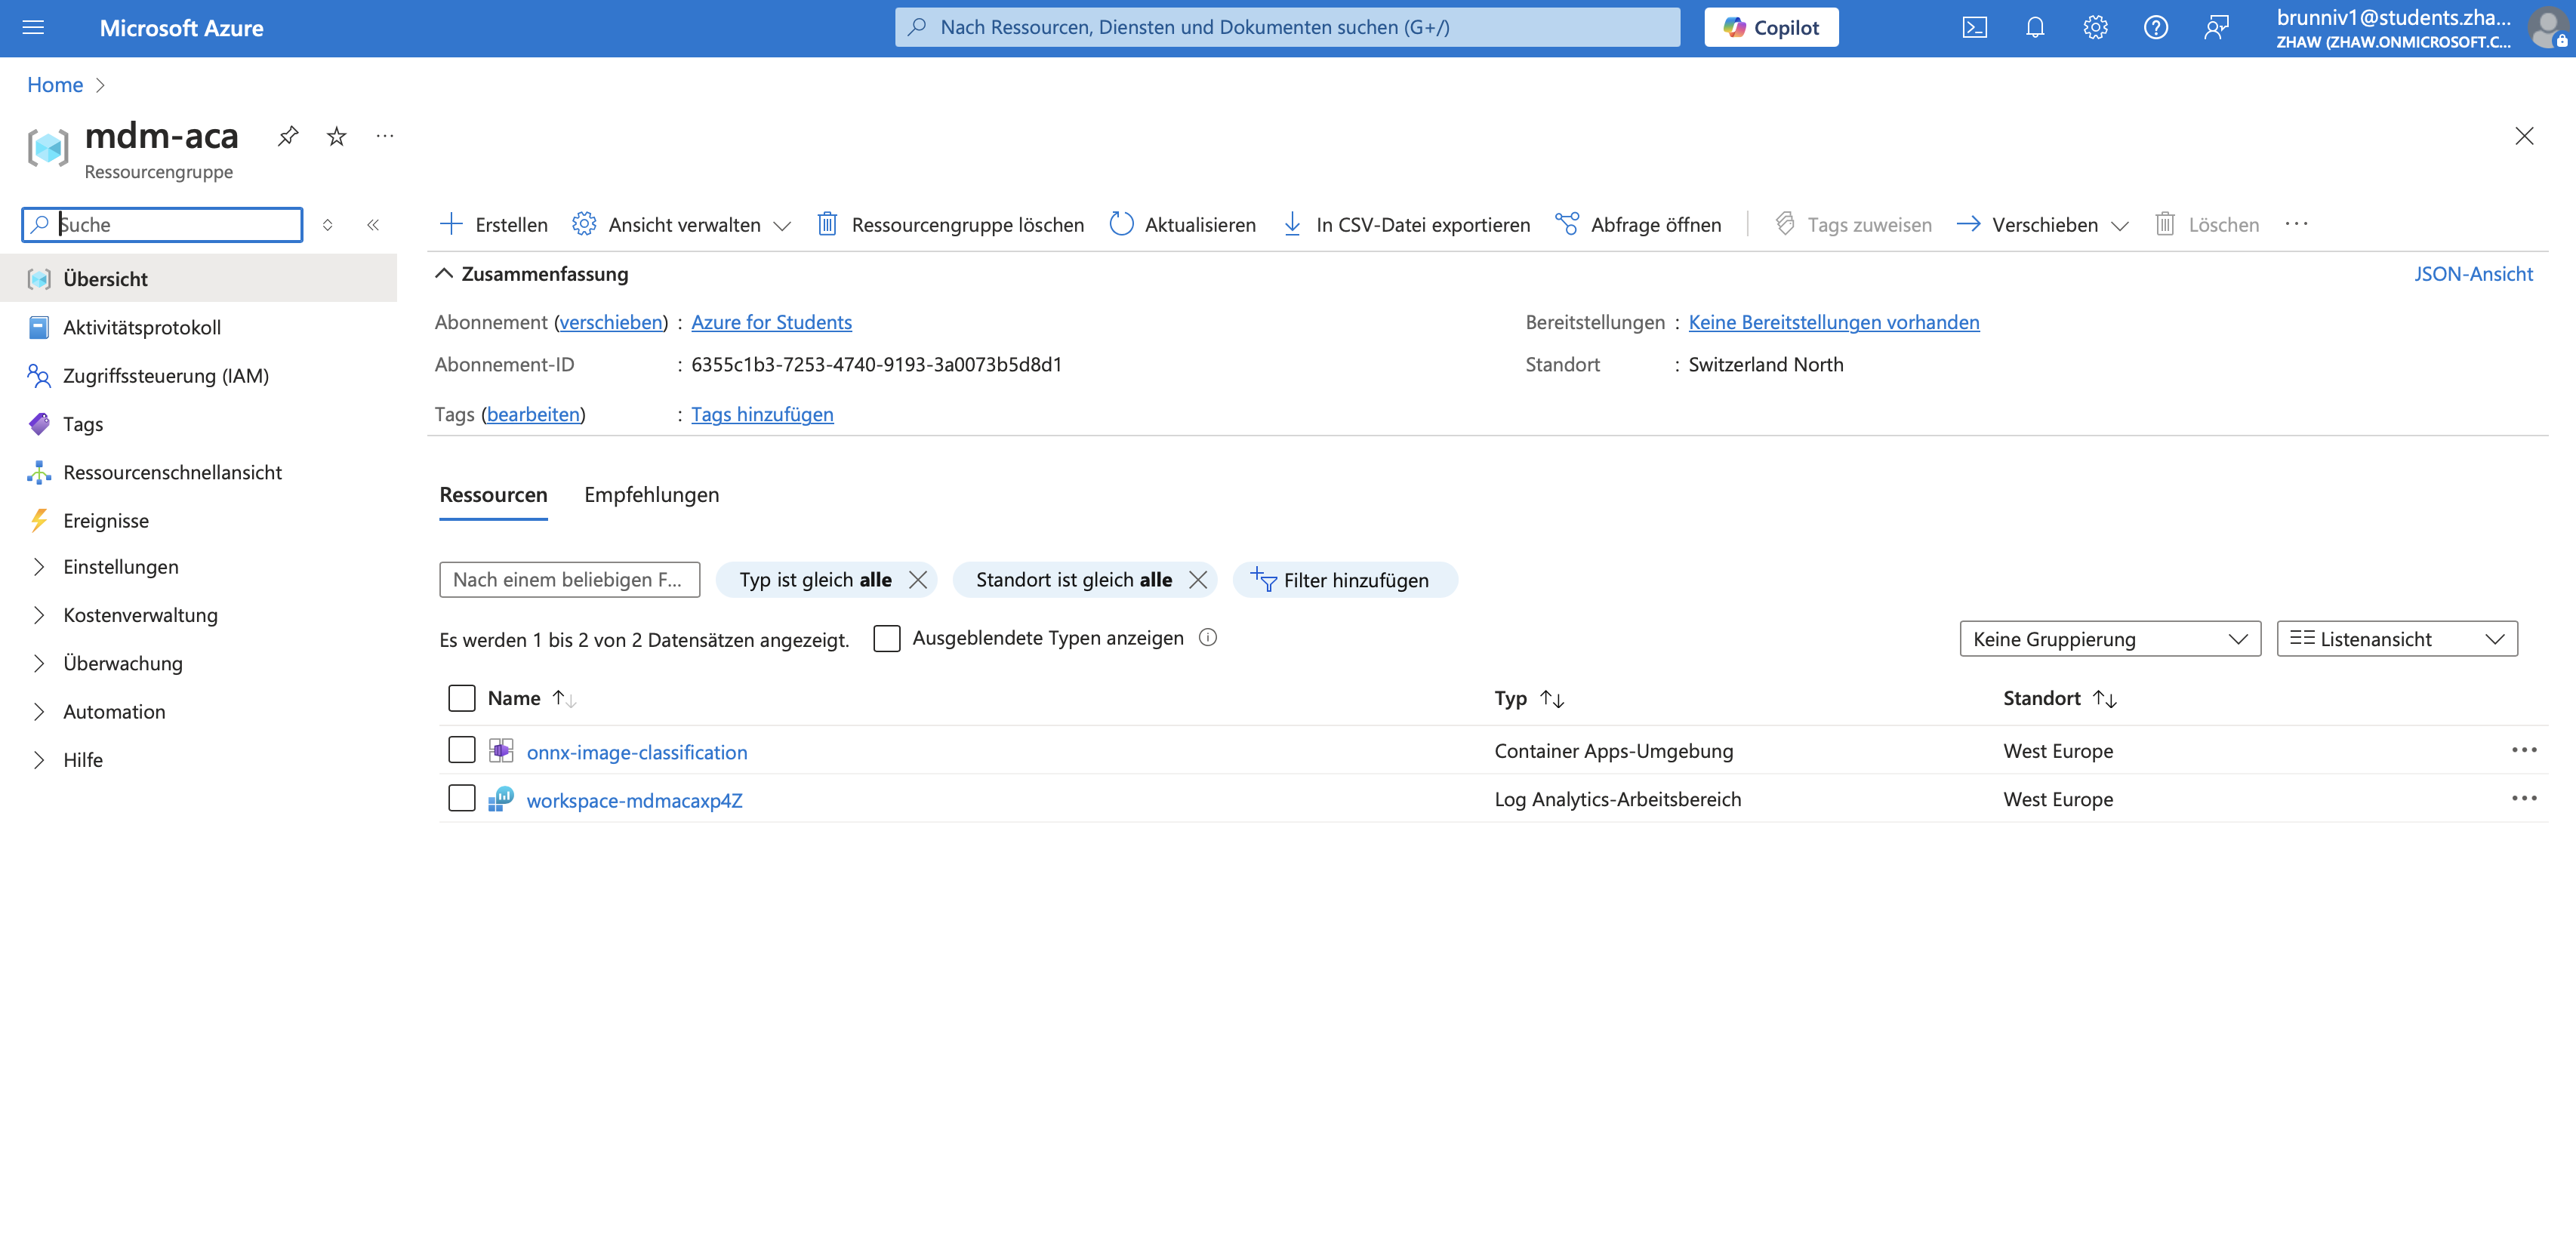 Microsoft Azure
Nach Ressourcen, Diensten und Dokumenten suchen (G+/)
Copilot
brunniv1@students.zha...
ZHAW (ZHAW.ONMICROSOFT.C...
Home
mdm-aca
Ressourcengruppe
Suche
Erstellen
Ansicht verwalten
Ressourcengruppe löschen
Aktualisieren
In CSV-Datei exportieren
Abfrage öffnen
Tags zuweisen
Verschieben
Löschen
Übersicht
Aktivitätsprotokoll
Zugriffssteuerung (IAM)
Tags
Ressourcenschnellansicht
Ereignisse
Einstellungen
Kostenverwaltung
Überwachung
Automation
Hilfe
Zusammenfassung
JSON-Ansicht
Abonnement (verschieben) : Azure for Students
Abonnement-ID : 6355c1b3-7253-4740-9193-3a0073b5d8d1
Tags (bearbeiten) : Tags hinzufügen
Bereitstellungen : Keine Bereitstellungen vorhanden
Standort : Switzerland North
Ressourcen
Empfehlungen
Nach einem beliebigen F...
Typ ist gleich alle
Standort ist gleich alle
Filter hinzufügen
Es werden 1 bis 2 von 2 Datensätzen angezeigt.
Ausgeblendete Typen anzeigen
Keine Gruppierung
Listenansicht
Name Typ Standort
onnx-image-classification Container Apps-Umgebung West Europe
workspace-mdmacaxp4Z Log Analytics-Arbeitsbereich West Europe